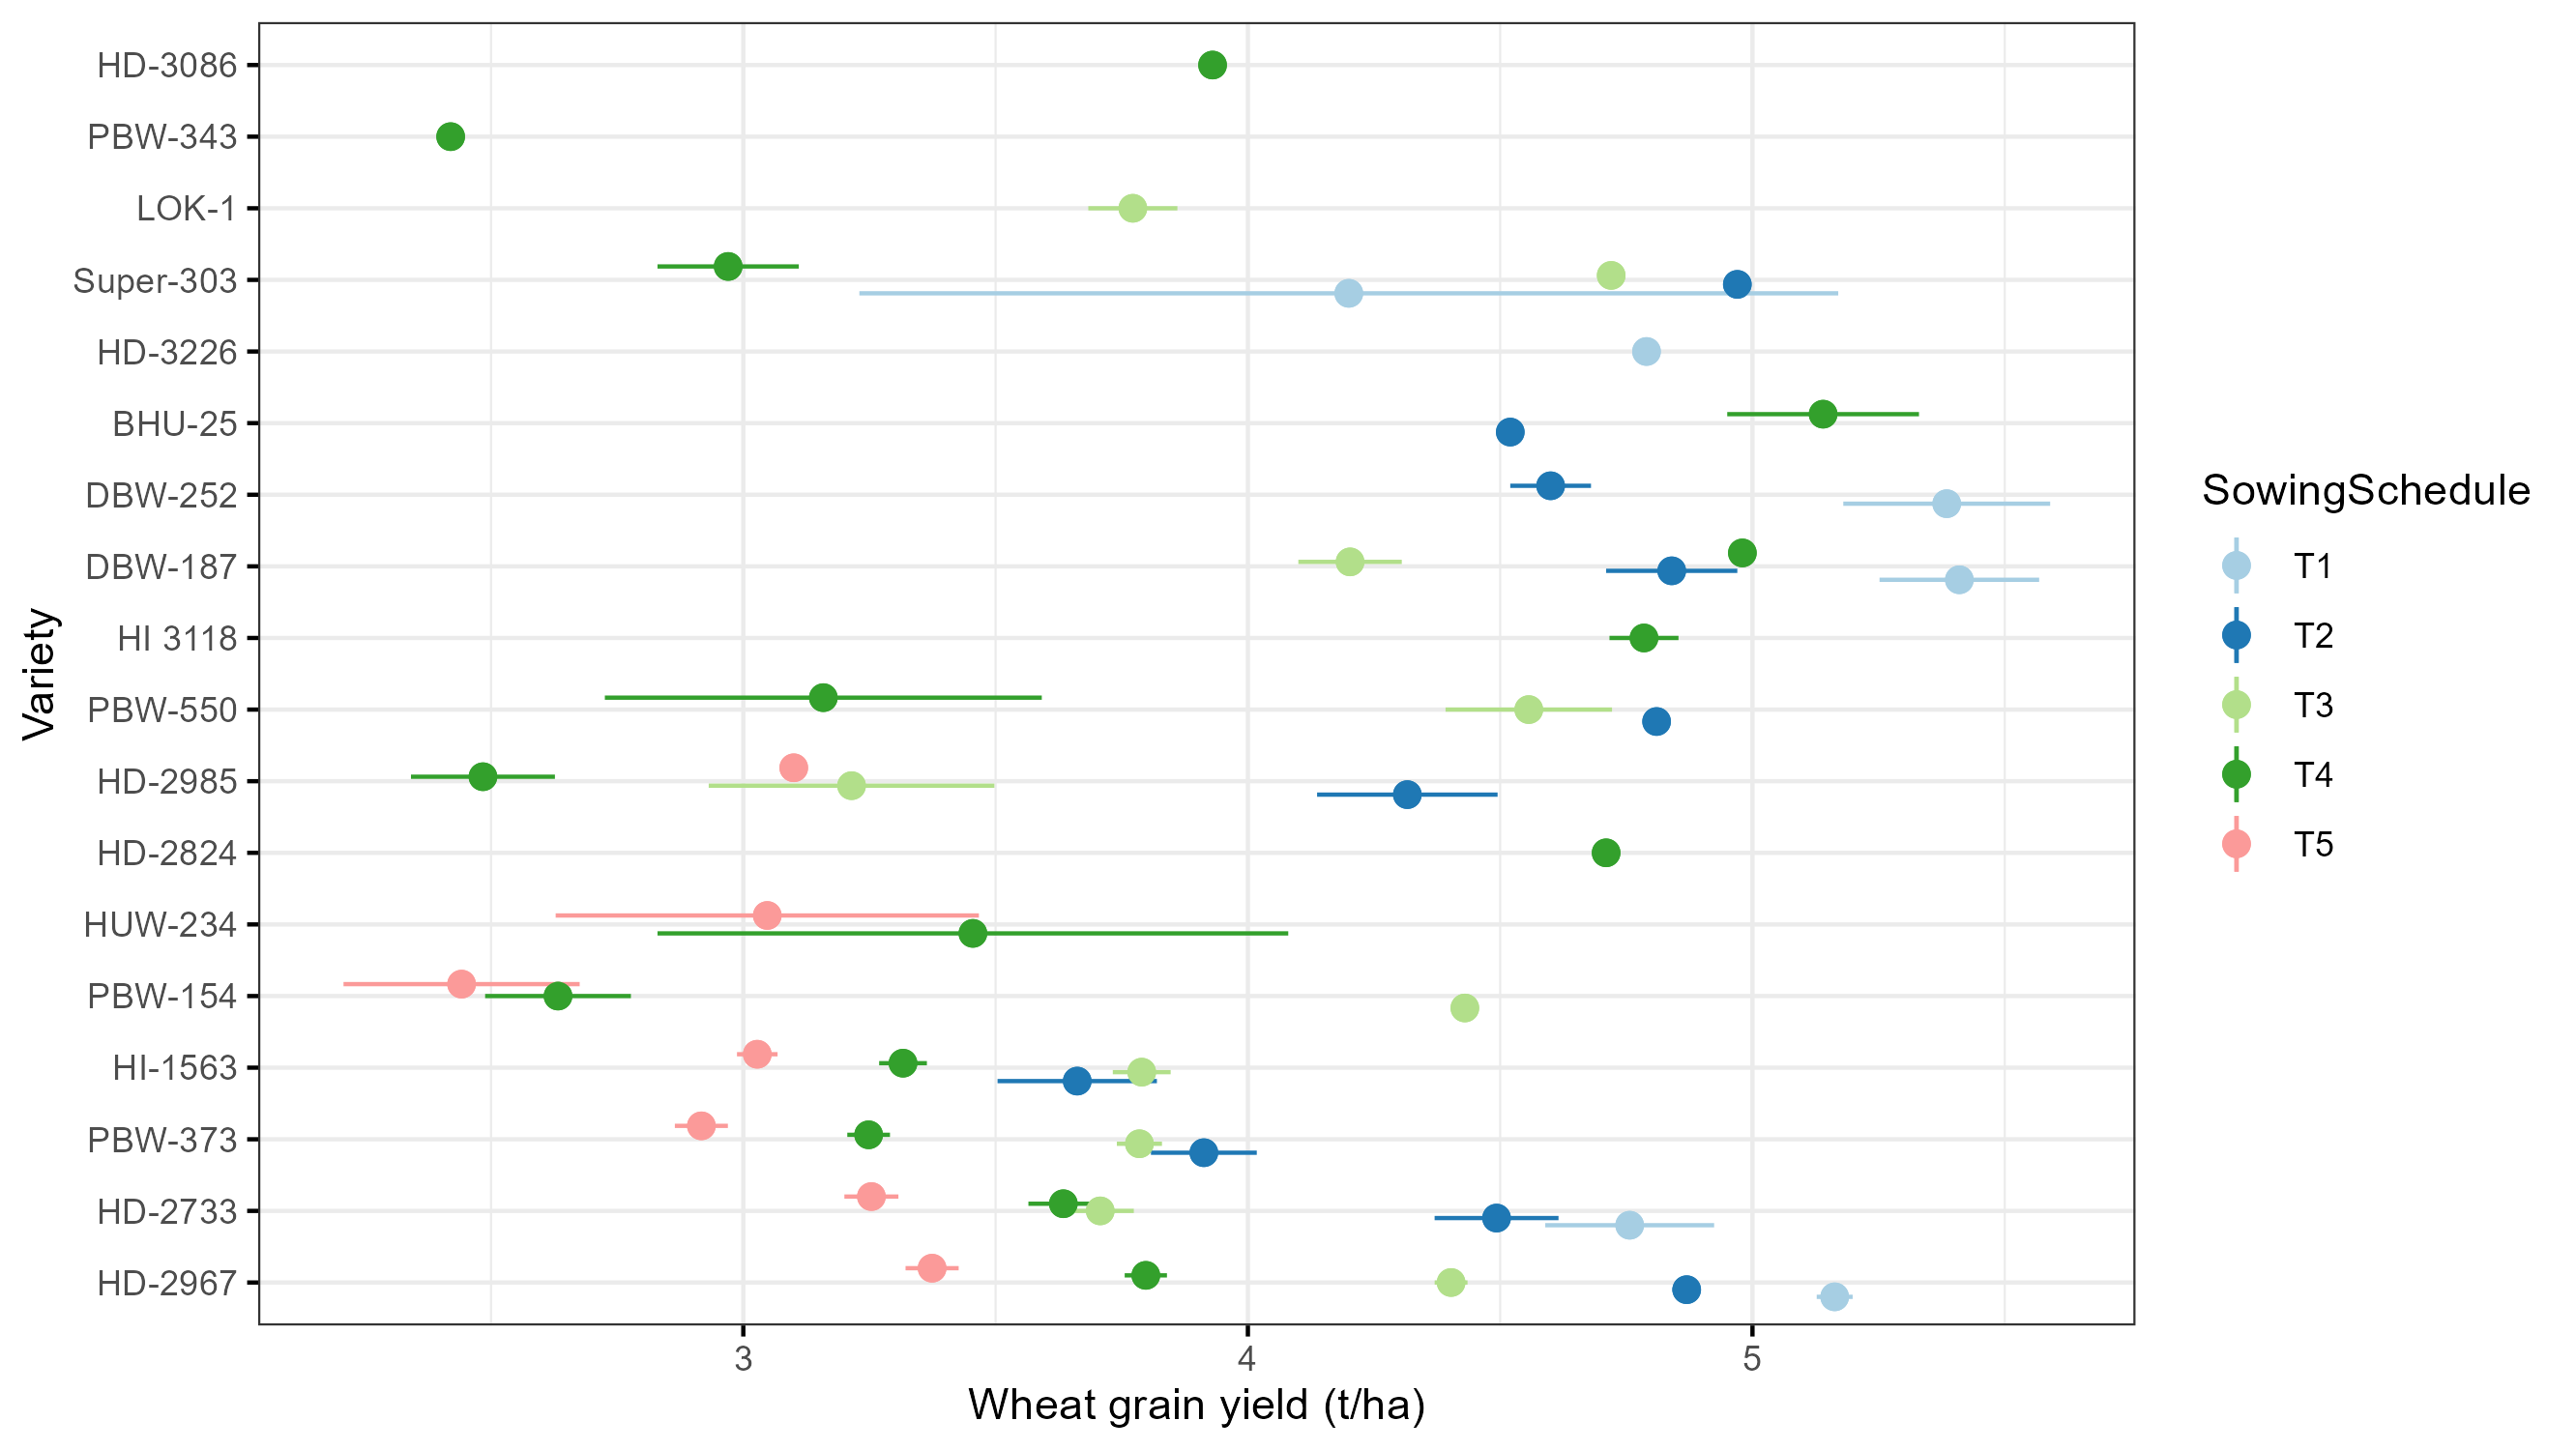 HD-3086
PBW-343
LOK-1
Super-303
HD-3226
BHU-25
DBW-252
DBW-187
HI 3118
PBW-550
HD-2985
HD-2824
HUW-234
PBW-154
HI-1563
PBW-373
HD-2733
HD-2967
Variety
3 4 5
Wheat grain yield (t/ha)
SowingSchedule
T1
T2
T3
T4
T5